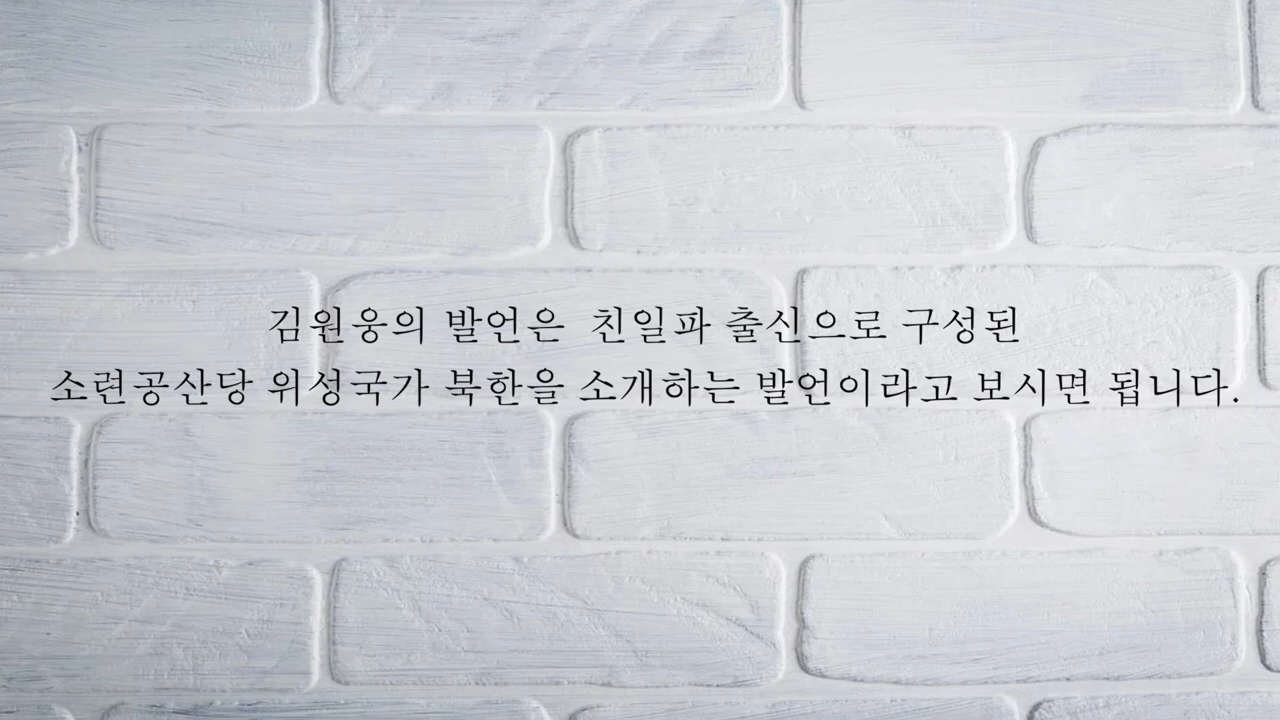 김원웅의 발언은  친일파 출신으로 구성된
소련공산당 위성국가 북한을 소개하는 발언이라고 보시면 됩니다.